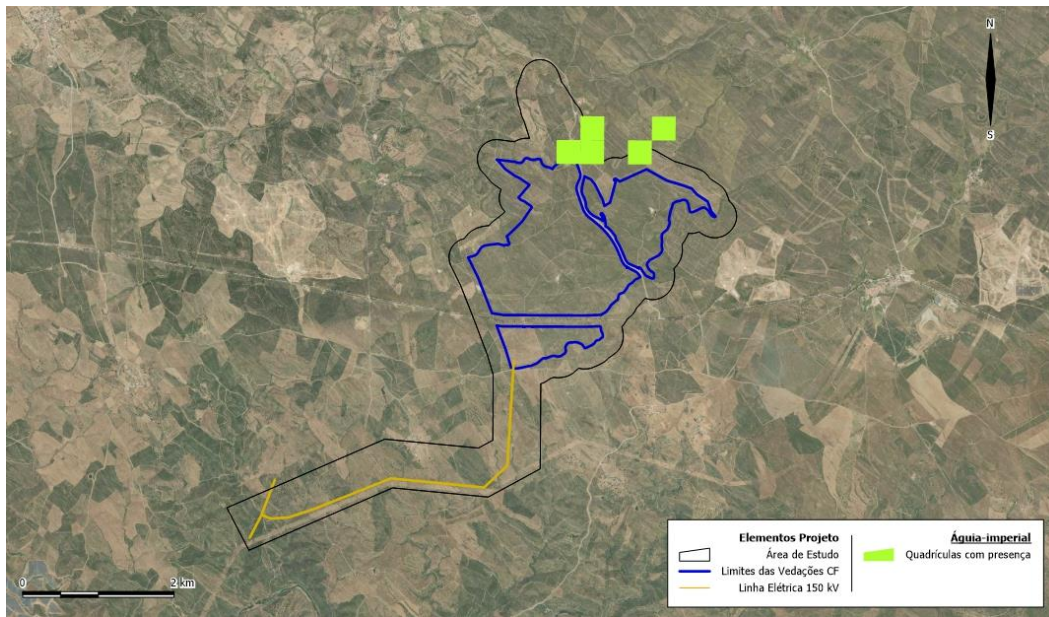 N
S
Elementos Projeto
Área de Estudo
Limites das Vedações CF
Linha Elétrica 150 kV
Águia-imperial
Quadrículas com presença
0
2 km